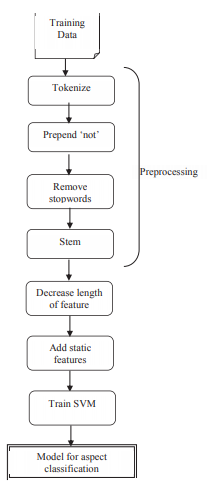 Training
Data
Tokenize
Prepend ‘not’
Remove
stopwords
Preprocessing
Stem
Decrease length
of feature
Add static
features
Train SVM
Model for aspect
classification